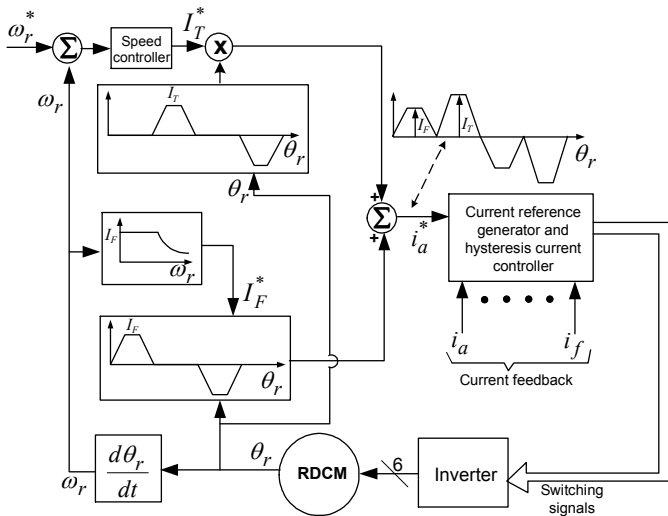 ω_r^*
Σ
Speed
controller
I_T^*
X
ω_r
I_T
θ_r
I_F
I_T
θ_r
θ_r
+
Σ
+
i_a^*
Current reference
generator and
hysteresis current
controller
I_F
ω_r
I_F^*
I_F
θ_r
i_a
i_f
Current feedback
dθ_r
dt
ω_r
θ_r
RDCM
6
Inverter
Switching
signals